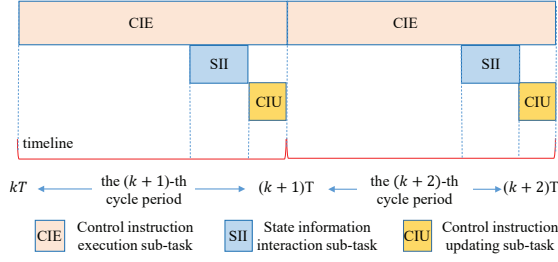 CIE CIE
SII SII
CIU CIU
timeline
kT the (k + 1)-th cycle period (k + 1)T the (k + 2)-th cycle period (k + 2)T
CIE Control instruction execution sub-task
SII State information interaction sub-task
CIU Control instruction updating sub-task